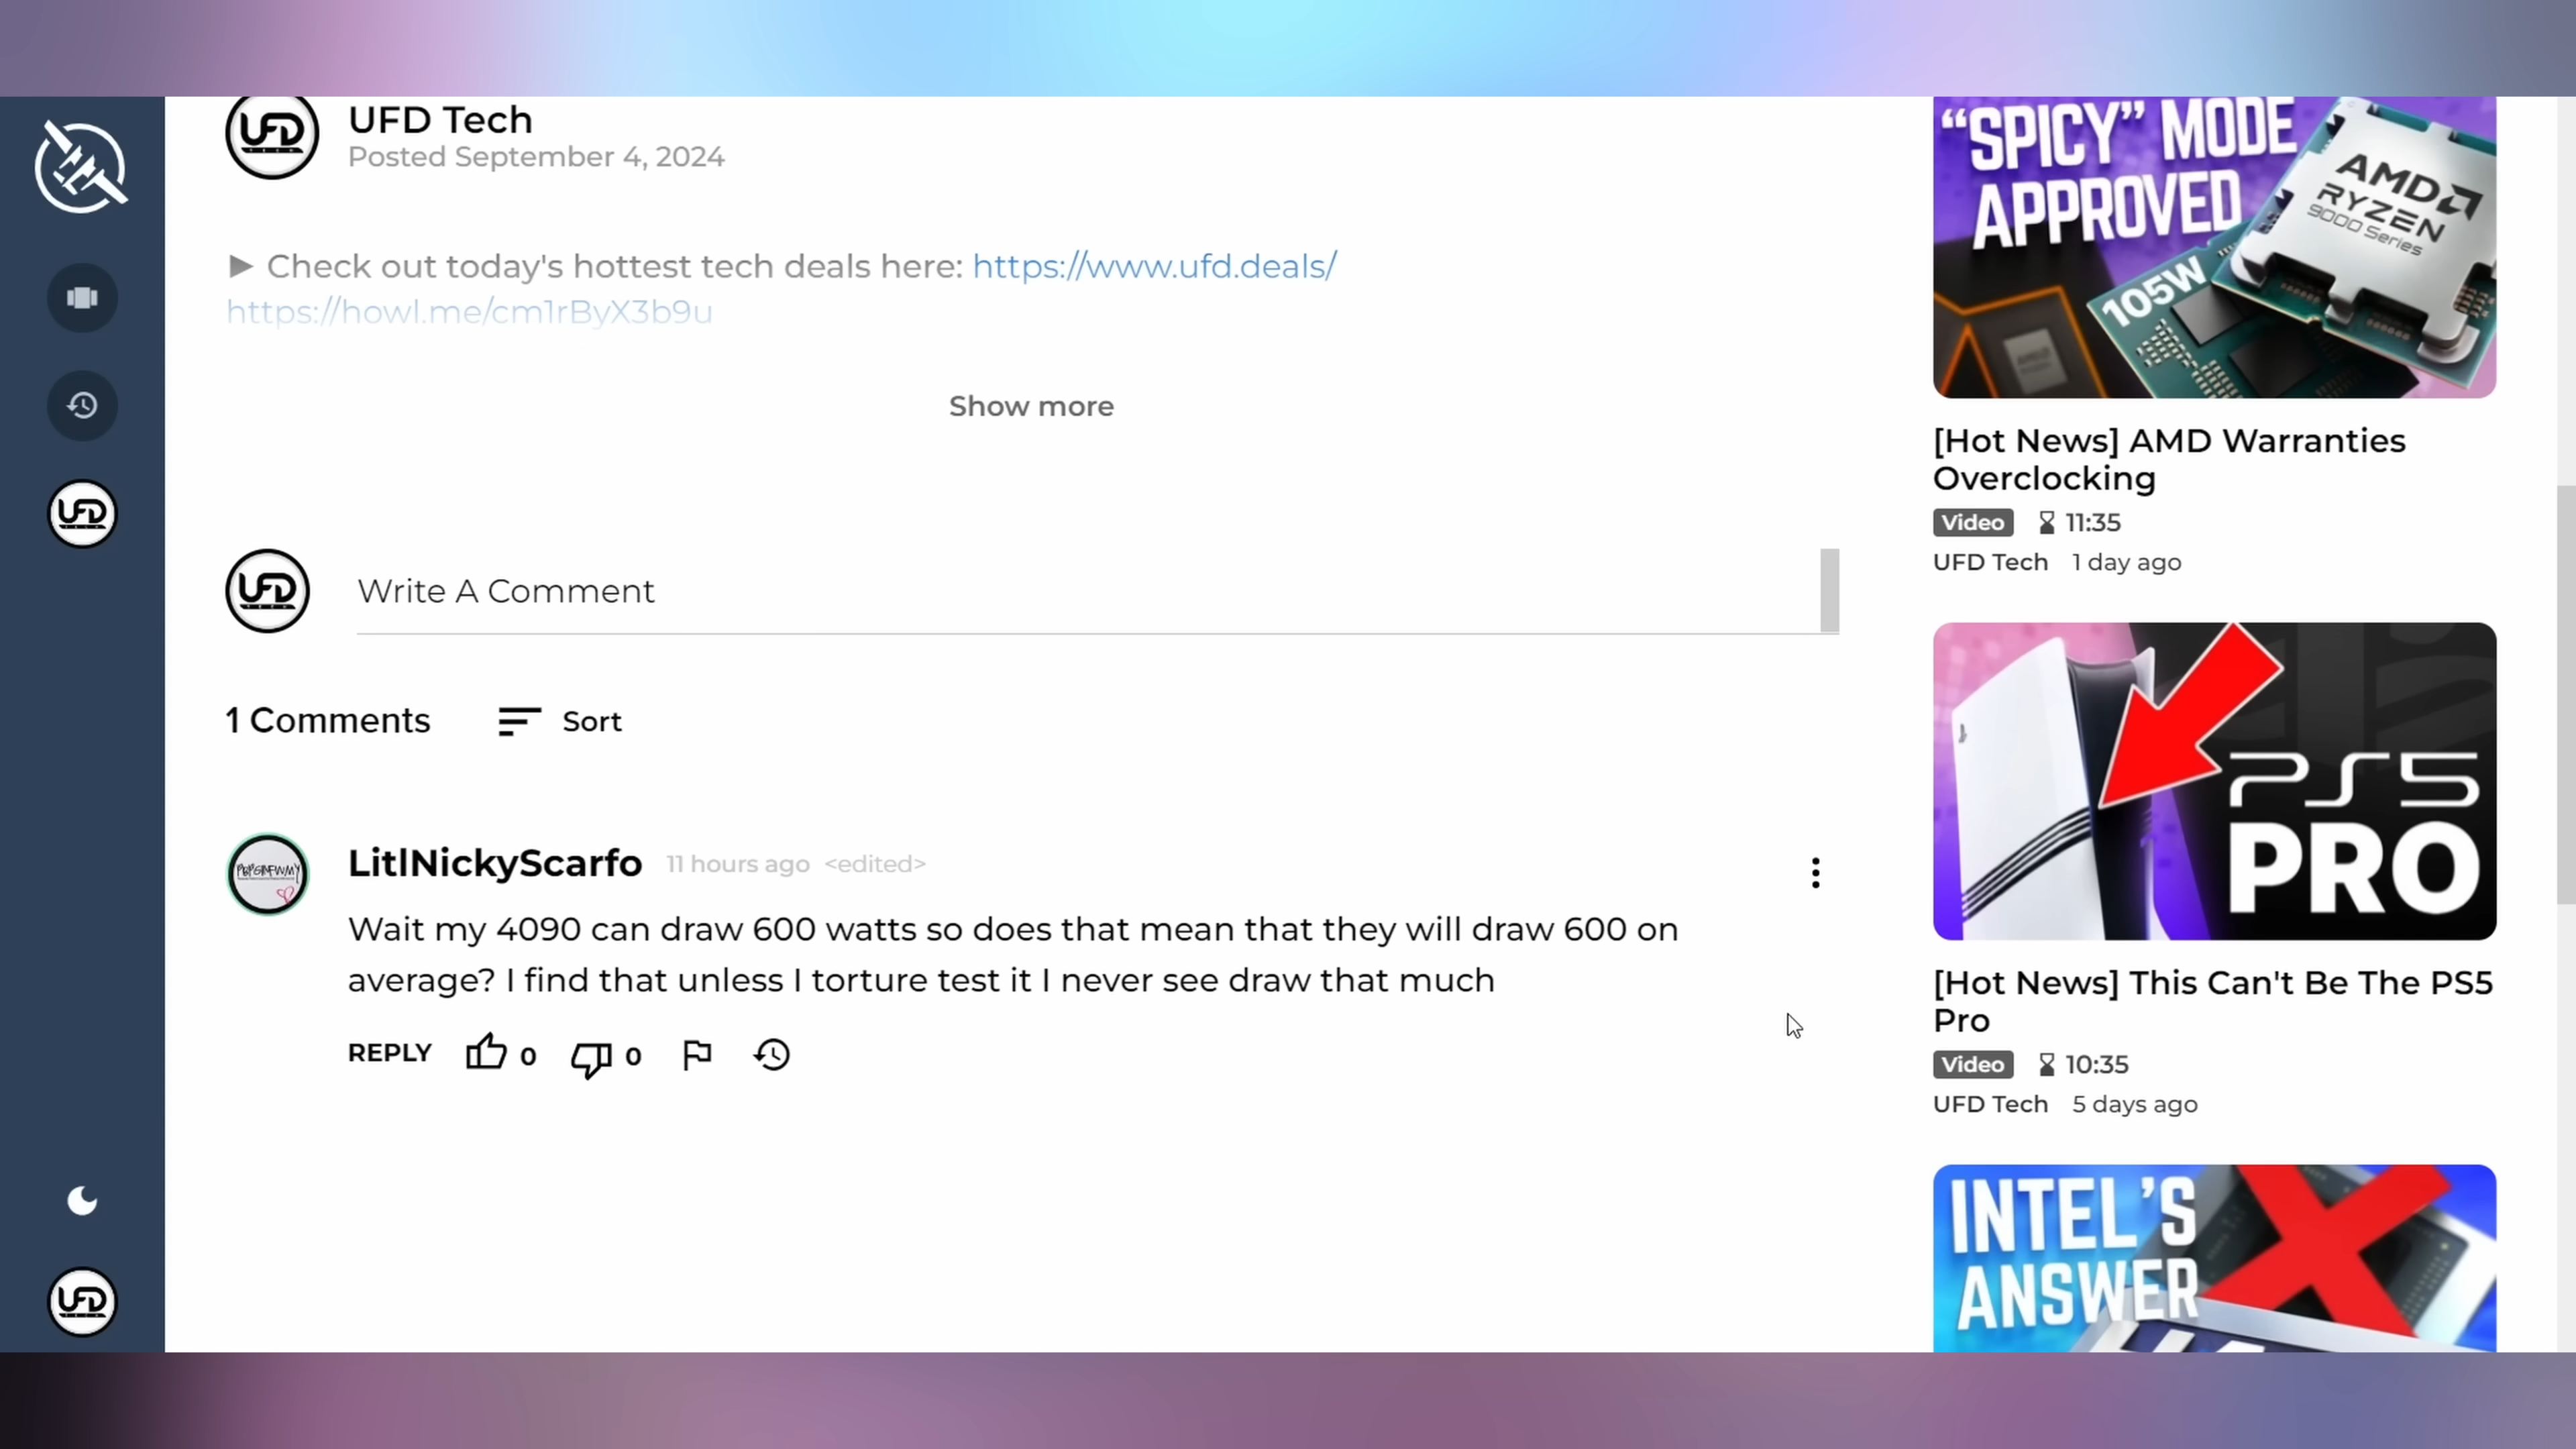 UFD Tech
Posted September 4, 2024
► Check out today's hottest tech deals here: https://www.ufd.deals/
https://howl.me/cm1rByX3b9u
Show more
UFD
UFD
Write A Comment
1 Comments
Sort
LitlNickyScarfo 11 hours ago <edited>
Wait my 4090 can draw 600 watts so does that mean that they will draw 600 on
average? I find that unless I torture test it I never see draw that much
REPLY 0 0
UFD
UFD
"SPICY" MODE
APPROVED
AMD
RYZEN
9000 Series
105W
[Hot News] AMD Warranties
Overclocking
Video 11:35
UFD Tech 1 day ago
PS5
PRO
[Hot News] This Can't Be The PS5
Pro
Video 10:35
UFD Tech 5 days ago
INTEL'S
ANSWER